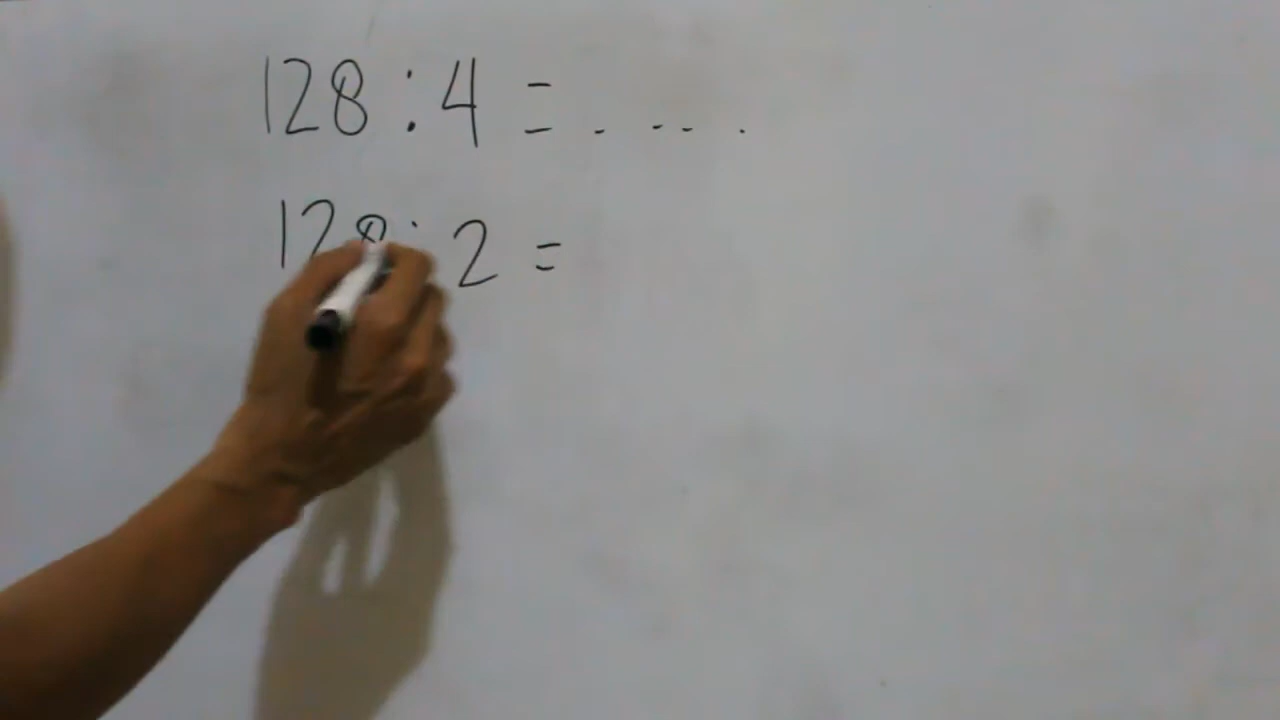 128 : 4 = . . . . .
128 : 2 =